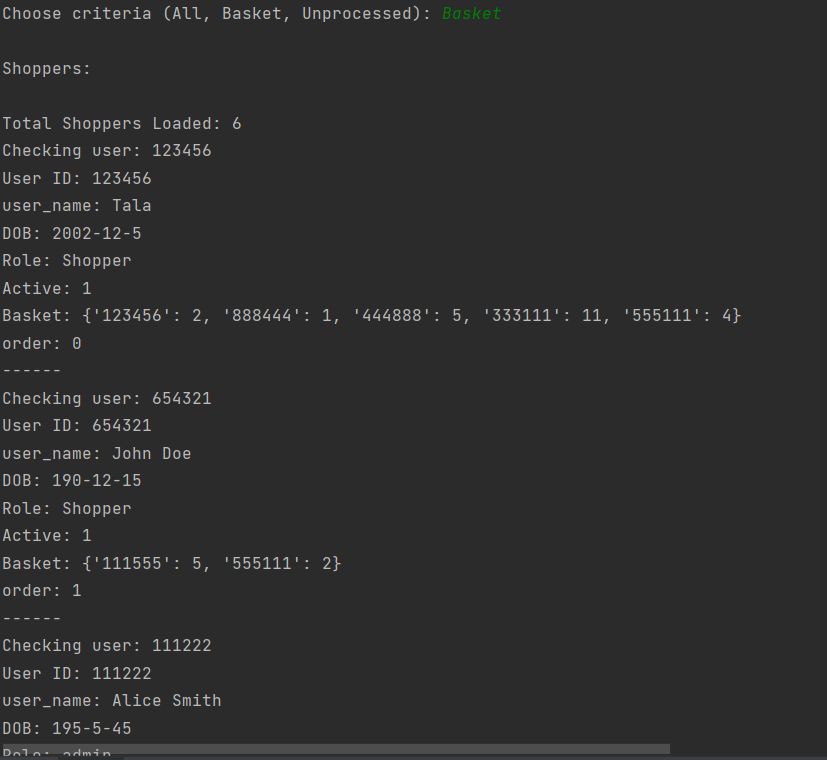 Choose criteria (All, Basket, Unprocessed): Basket
Shoppers:
Total Shoppers Loaded: 6
Checking user: 123456
User ID: 123456
user_name: Tala
DOB: 2002-12-5
Role: Shopper
Active: 1
Basket: {'123456': 2, '888444': 1, '444888': 5, '333111': 11, '555111': 4}
order: 0
------
Checking user: 654321
User ID: 654321
user_name: John Doe
DOB: 190-12-15
Role: Shopper
Active: 1
Basket: {'111555': 5, '555111': 2}
order: 1
------
Checking user: 111222
User ID: 111222
user_name: Alice Smith
DOB: 195-5-45
Role: admin